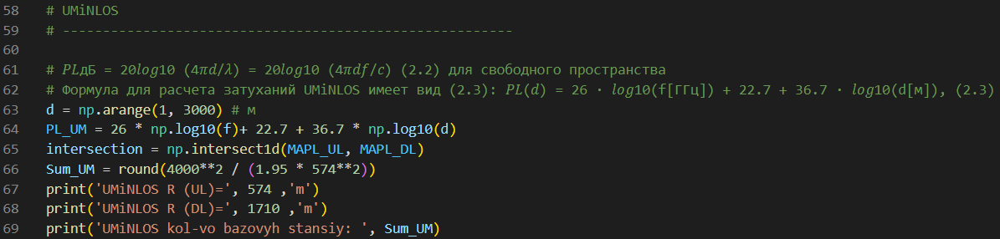 58 # UMiNLOS
59 # --------------------------------------------------------
60
61 # 𝑃𝐿дБ = 20𝑙𝑜𝑔10 (4𝜋𝑑/𝜆) = 20𝑙𝑜𝑔10 (4𝜋𝑑𝑓/𝑐) (2.2) для свободного пространства
62 # Формула для расчета затуханий UMiNLOS имеет вид (2.3): 𝑃𝐿(𝑑) = 26 · 𝑙𝑜𝑔10(𝑓[ГГц]) + 22.7 + 36.7 · 𝑙𝑜𝑔10(𝑑[м]), (2.3)
63 d = np.arange(1, 3000) # м
64 PL_UM = 26 * np.log10(f)+ 22.7 + 36.7 * np.log10(d)
65 intersection = np.intersect1d(MAPL_UL, MAPL_DL)
66 Sum_UM = round(4000**2 / (1.95 * 574**2))
67 print('UMiNLOS R (UL)=', 574 ,'m')
68 print('UMiNLOS R (DL)=', 1710 ,'m')
69 print('UMiNLOS kol-vo bazovyh stansiy: ', Sum_UM)